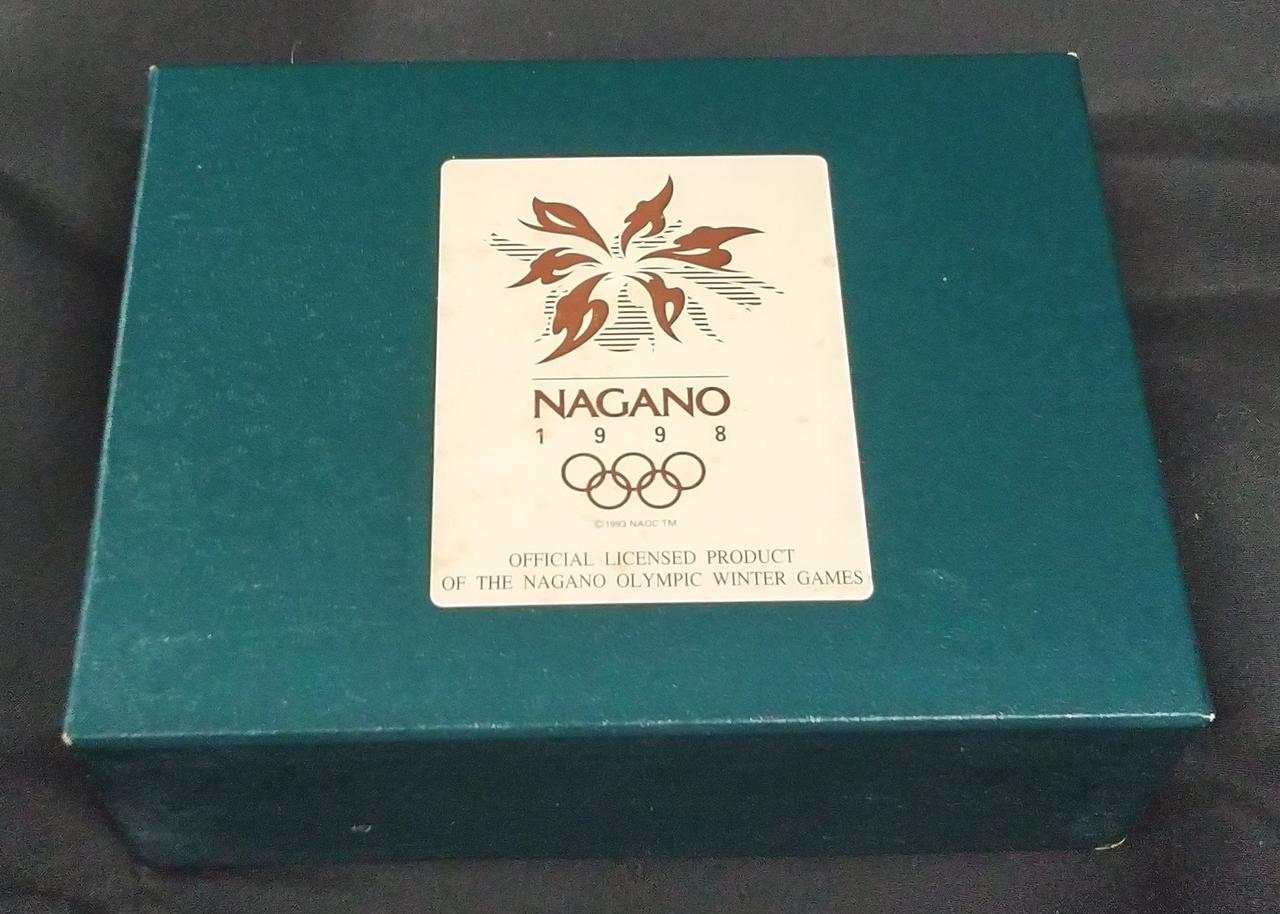 NAGANO
1 9 9 8
©1993 NAOC TM
OFFICIAL LICENSED PRODUCT
OF THE NAGANO OLYMPIC WINTER GAMES